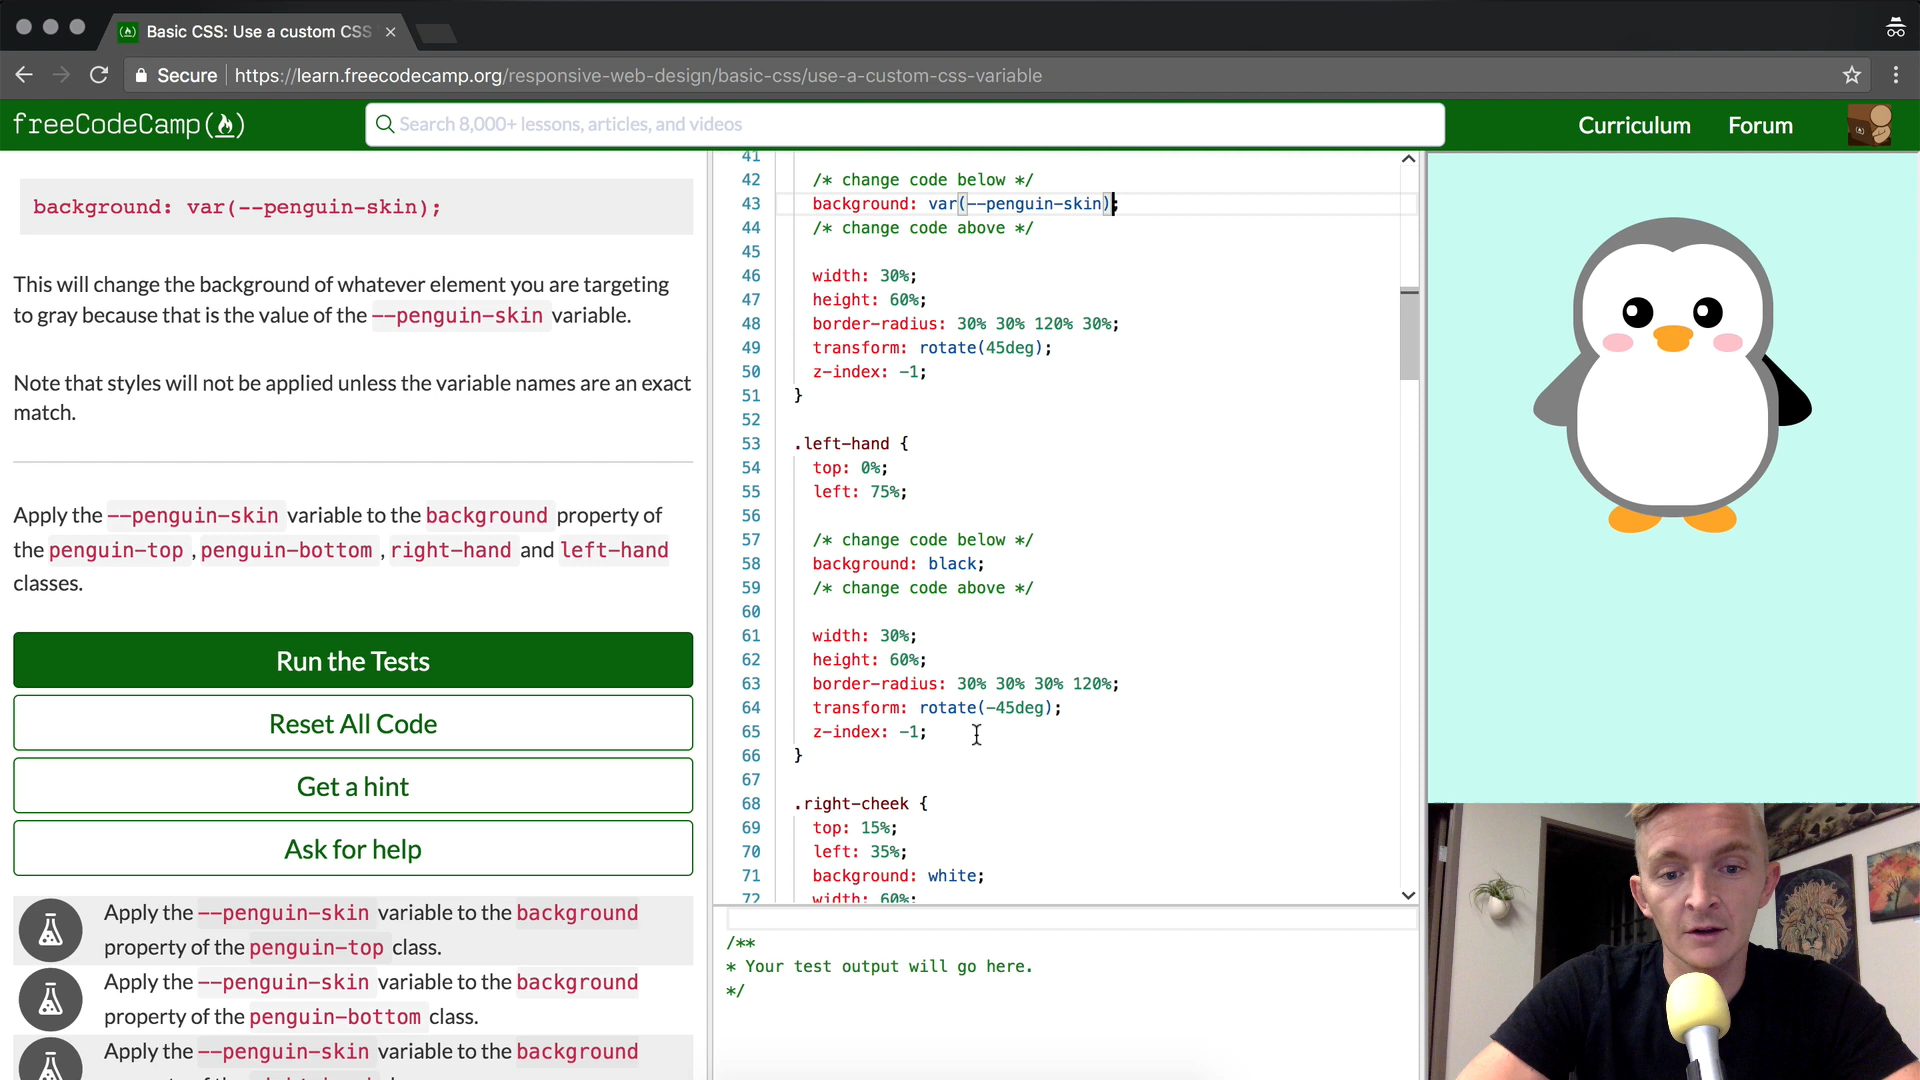 Basic CSS: Use a custom CSS
Secure https://learn.freecodecamp.org/responsive-web-design/basic-css/use-a-custom-css-variable
freeCodeCamp
Search 8,000+ lessons, articles, and videos
Curriculum Forum
background: var(--penguin-skin);
This will change the background of whatever element you are targeting
to gray because that is the value of the --penguin-skin variable.
Note that styles will not be applied unless the variable names are an exact
match.
Apply the --penguin-skin variable to the background property of
the penguin-top , penguin-bottom , right-hand and left-hand
classes.
Run the Tests
Reset All Code
Get a hint
Ask for help
Apply the --penguin-skin variable to the background
property of the penguin-top class.
Apply the --penguin-skin variable to the background
property of the penguin-bottom class.
Apply the --penguin-skin variable to the background
41
42 /* change code below */
43 background: var(--penguin-skin);
44 /* change code above */
45
46 width: 30%;
47 height: 60%;
48 border-radius: 30% 30% 120% 30%;
49 transform: rotate(45deg);
50 z-index: -1;
51 }
52
53 .left-hand {
54 top: 0%;
55 left: 75%;
56
57 /* change code below */
58 background: black;
59 /* change code above */
60
61 width: 30%;
62 height: 60%;
63 border-radius: 30% 30% 30% 120%;
64 transform: rotate(-45deg);
65 z-index: -1;
66 }
67
68 .right-cheek {
69 top: 15%;
70 left: 35%;
71 background: white;
72 width: 60%;
/**
* Your test output will go here.
*/